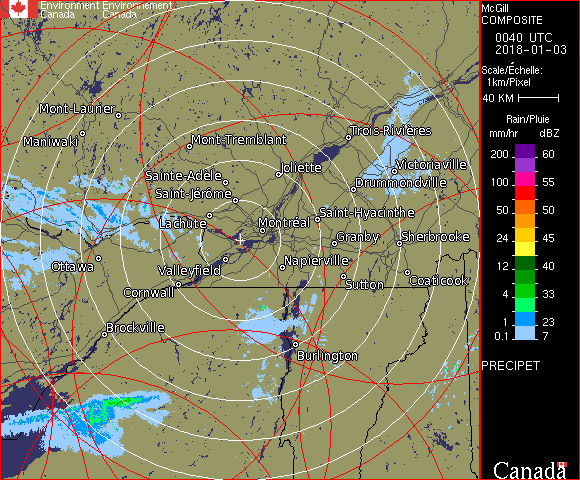 Environment Environnement
Canada Canada
McGill
COMPOSITE
0040 UTC
2018-01-03
Scale/Échelle:
1km/Pixel
40 KM
Rain/Pluie
mm/hr dBZ
200 60
100 55
50 50
24 45
12 40
4 33
1 23
0.1 7
PRECIPET
Canada
Mont-Laurier
Maniwaki
Mont-Tremblant
Trois-Rivières
Joliette
Victoriaville
Sainte-Adèle
Drummondville
Saint-Jérôme
Lachute
Saint-Hyacinthe
Montréal
Granby
Sherbrooke
Ottawa
Valleyfield
Napierville
Cornwall
Sutton
Coaticook
Brockville
Burlington